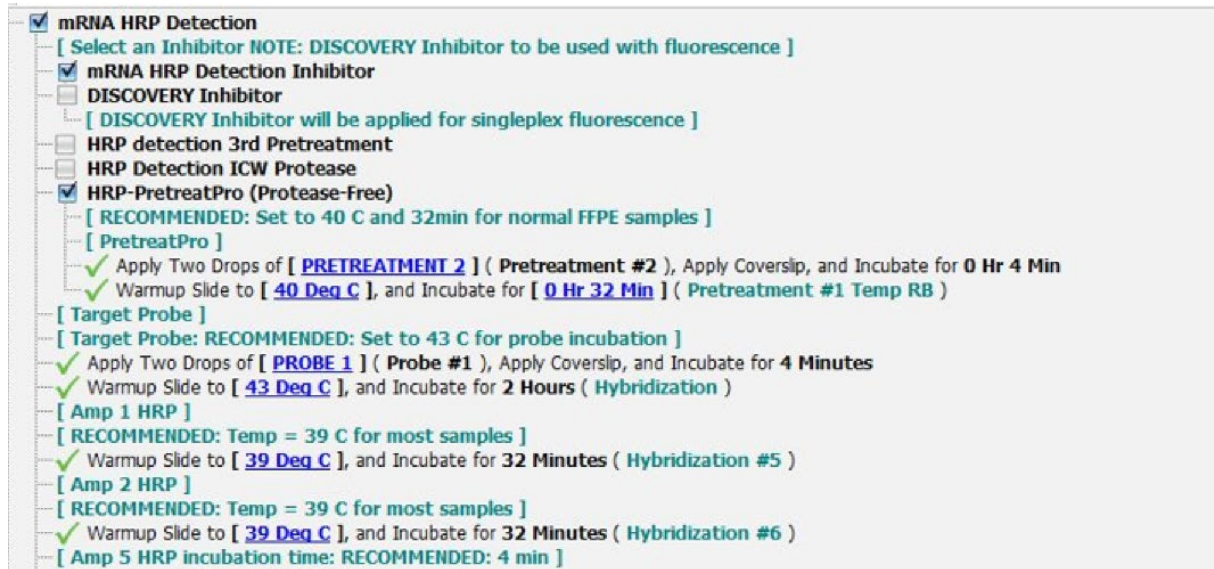 mRNA HRP Detection
[ Select an Inhibitor NOTE: DISCOVERY Inhibitor to be used with fluorescence ]
mRNA HRP Detection Inhibitor
DISCOVERY Inhibitor
[ DISCOVERY Inhibitor will be applied for singleplex fluorescence ]
HRP detection 3rd Pretreatment
HRP Detection ICW Protease
HRP-PretreatPro (Protease-Free)
[ RECOMMENDED: Set to 40 C and 32min for normal FFPE samples ]
[ PretreatPro ]
Apply Two Drops of [ PRETREATMENT 2 ] ( Pretreatment #2 ), Apply Coverslip, and Incubate for 0 Hr 4 Min
Warmup Slide to [ 40 Deg C ], and Incubate for [ 0 Hr 32 Min ] ( Pretreatment #1 Temp RB )
[ Target Probe ]
[ Target Probe: RECOMMENDED: Set to 43 C for probe incubation ]
Apply Two Drops of [ PROBE 1 ] ( Probe #1 ), Apply Coverslip, and Incubate for 4 Minutes
Warmup Slide to [ 43 Deg C ], and Incubate for 2 Hours ( Hybridization )
[ Amp 1 HRP ]
[ RECOMMENDED: Temp = 39 C for most samples ]
Warmup Slide to [ 39 Deg C ], and Incubate for 32 Minutes ( Hybridization #5 )
[ Amp 2 HRP ]
[ RECOMMENDED: Temp = 39 C for most samples ]
Warmup Slide to [ 39 Deg C ], and Incubate for 32 Minutes ( Hybridization #6 )
[ Amp 5 HRP incubation time: RECOMMENDED: 4 min ]